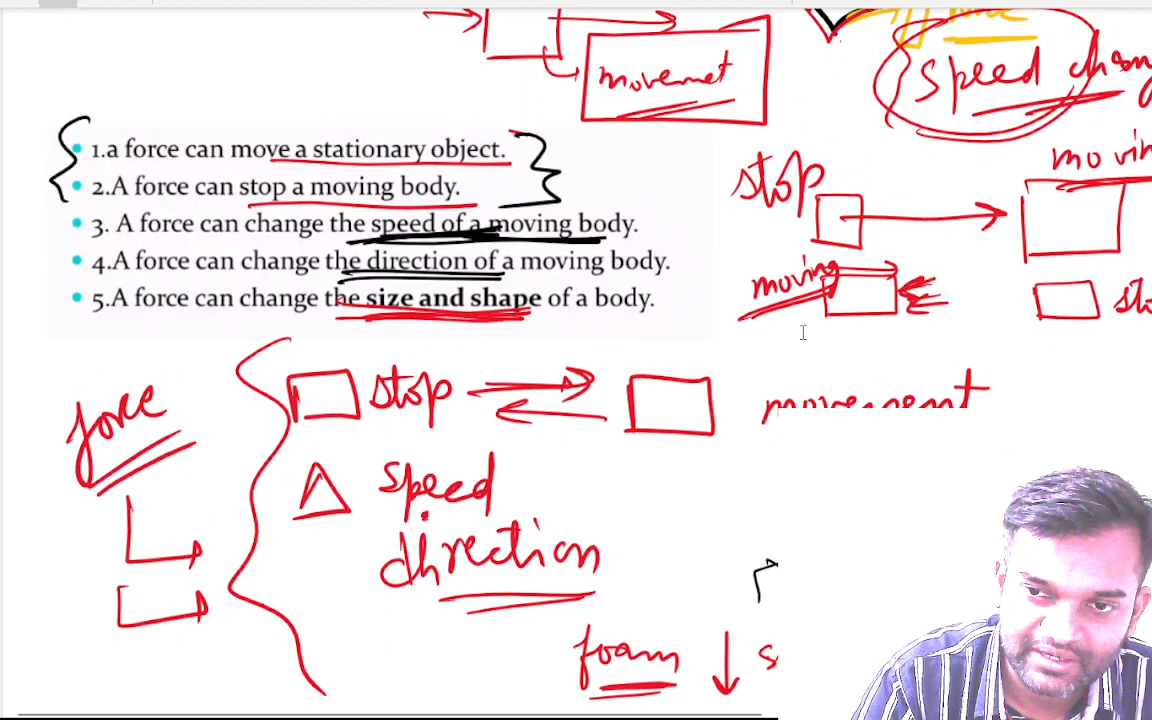 movemet
speed
stop
• 1.a force can move a stationary object.
• 2.A force can stop a moving body.
• 3. A force can change the speed of a moving body.
• 4.A force can change the direction of a moving body.
• 5.A force can change the size and shape of a body.
moving
force
stop
movement
Δ speed
direction
foam ↓